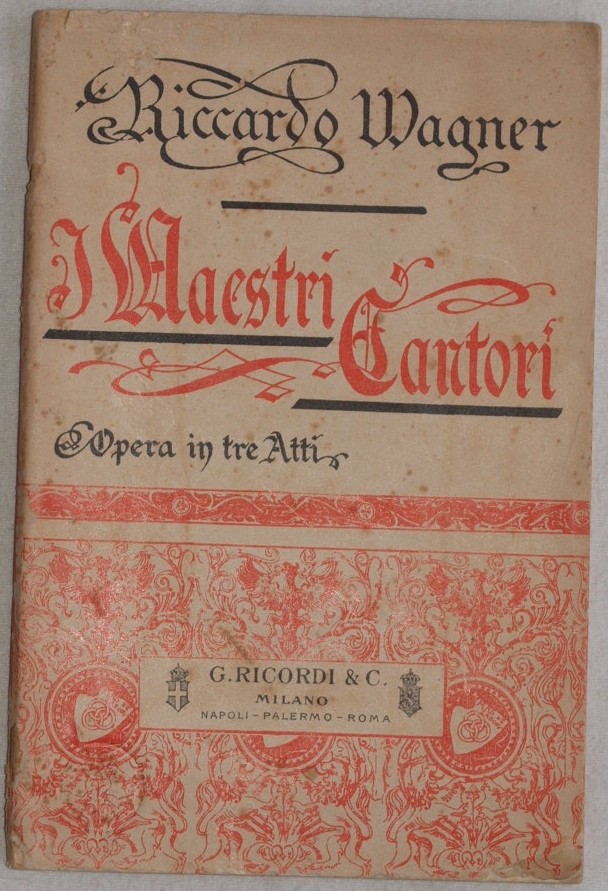 Riccardo Wagner
I Maestri
Cantori
Opera in tre Atti
G. RICORDI & C.
MILANO
NAPOLI - PALERMO - ROMA